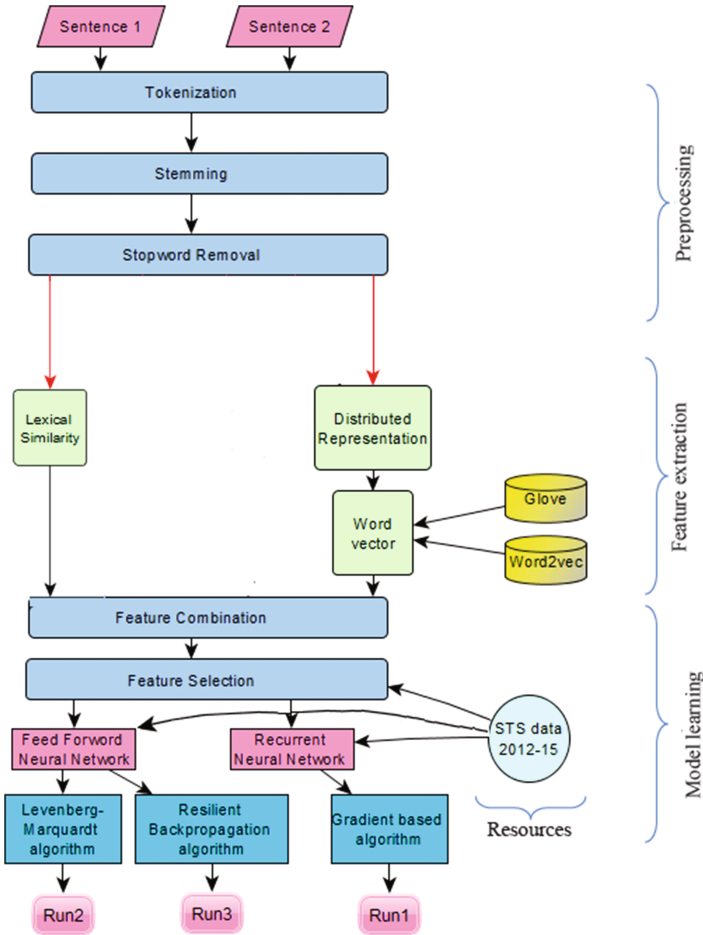 Sentence 1
Sentence 2
Tokenization
Stemming
Stopword Removal
Preprocessing
Lexical
Similarity
Distributed
Representation
Word
vector
Glove
Word2vec
Feature extraction
Feature Combination
Feature Selection
Feed Forword
Neural Network
Recurrent
Neural Network
STS data
2012-15
Levenberg-
Marquardt
algorithm
Resilient
Backpropagation
algorithm
Gradient based
algorithm
Resources
Model learning
Run2
Run3
Run1